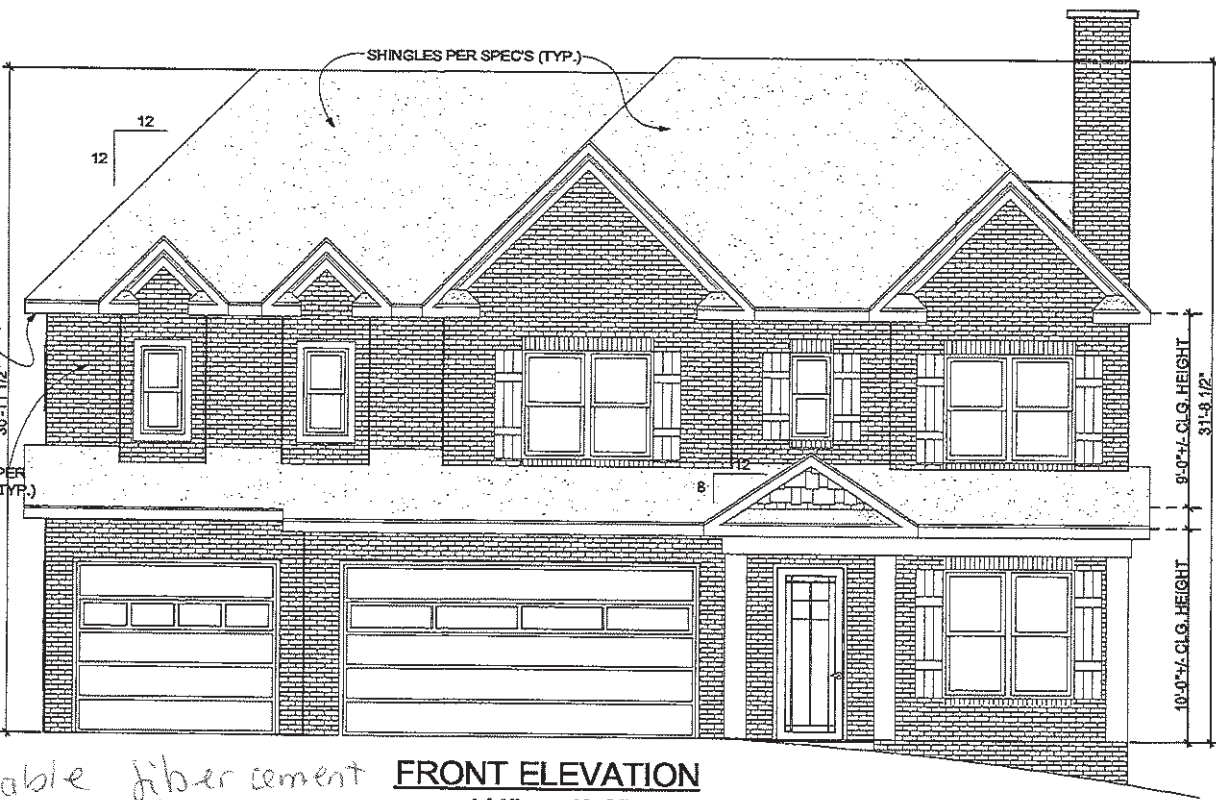 SHINGLES PER SPEC'S (TYP.)
12
12
PER
TYP.)
12
8
9'-0"+/- CLG. HEIGHT
31'-8 1/2"
10'-0"+/- CLG. HEIGHT
able fiber cement
FRONT ELEVATION